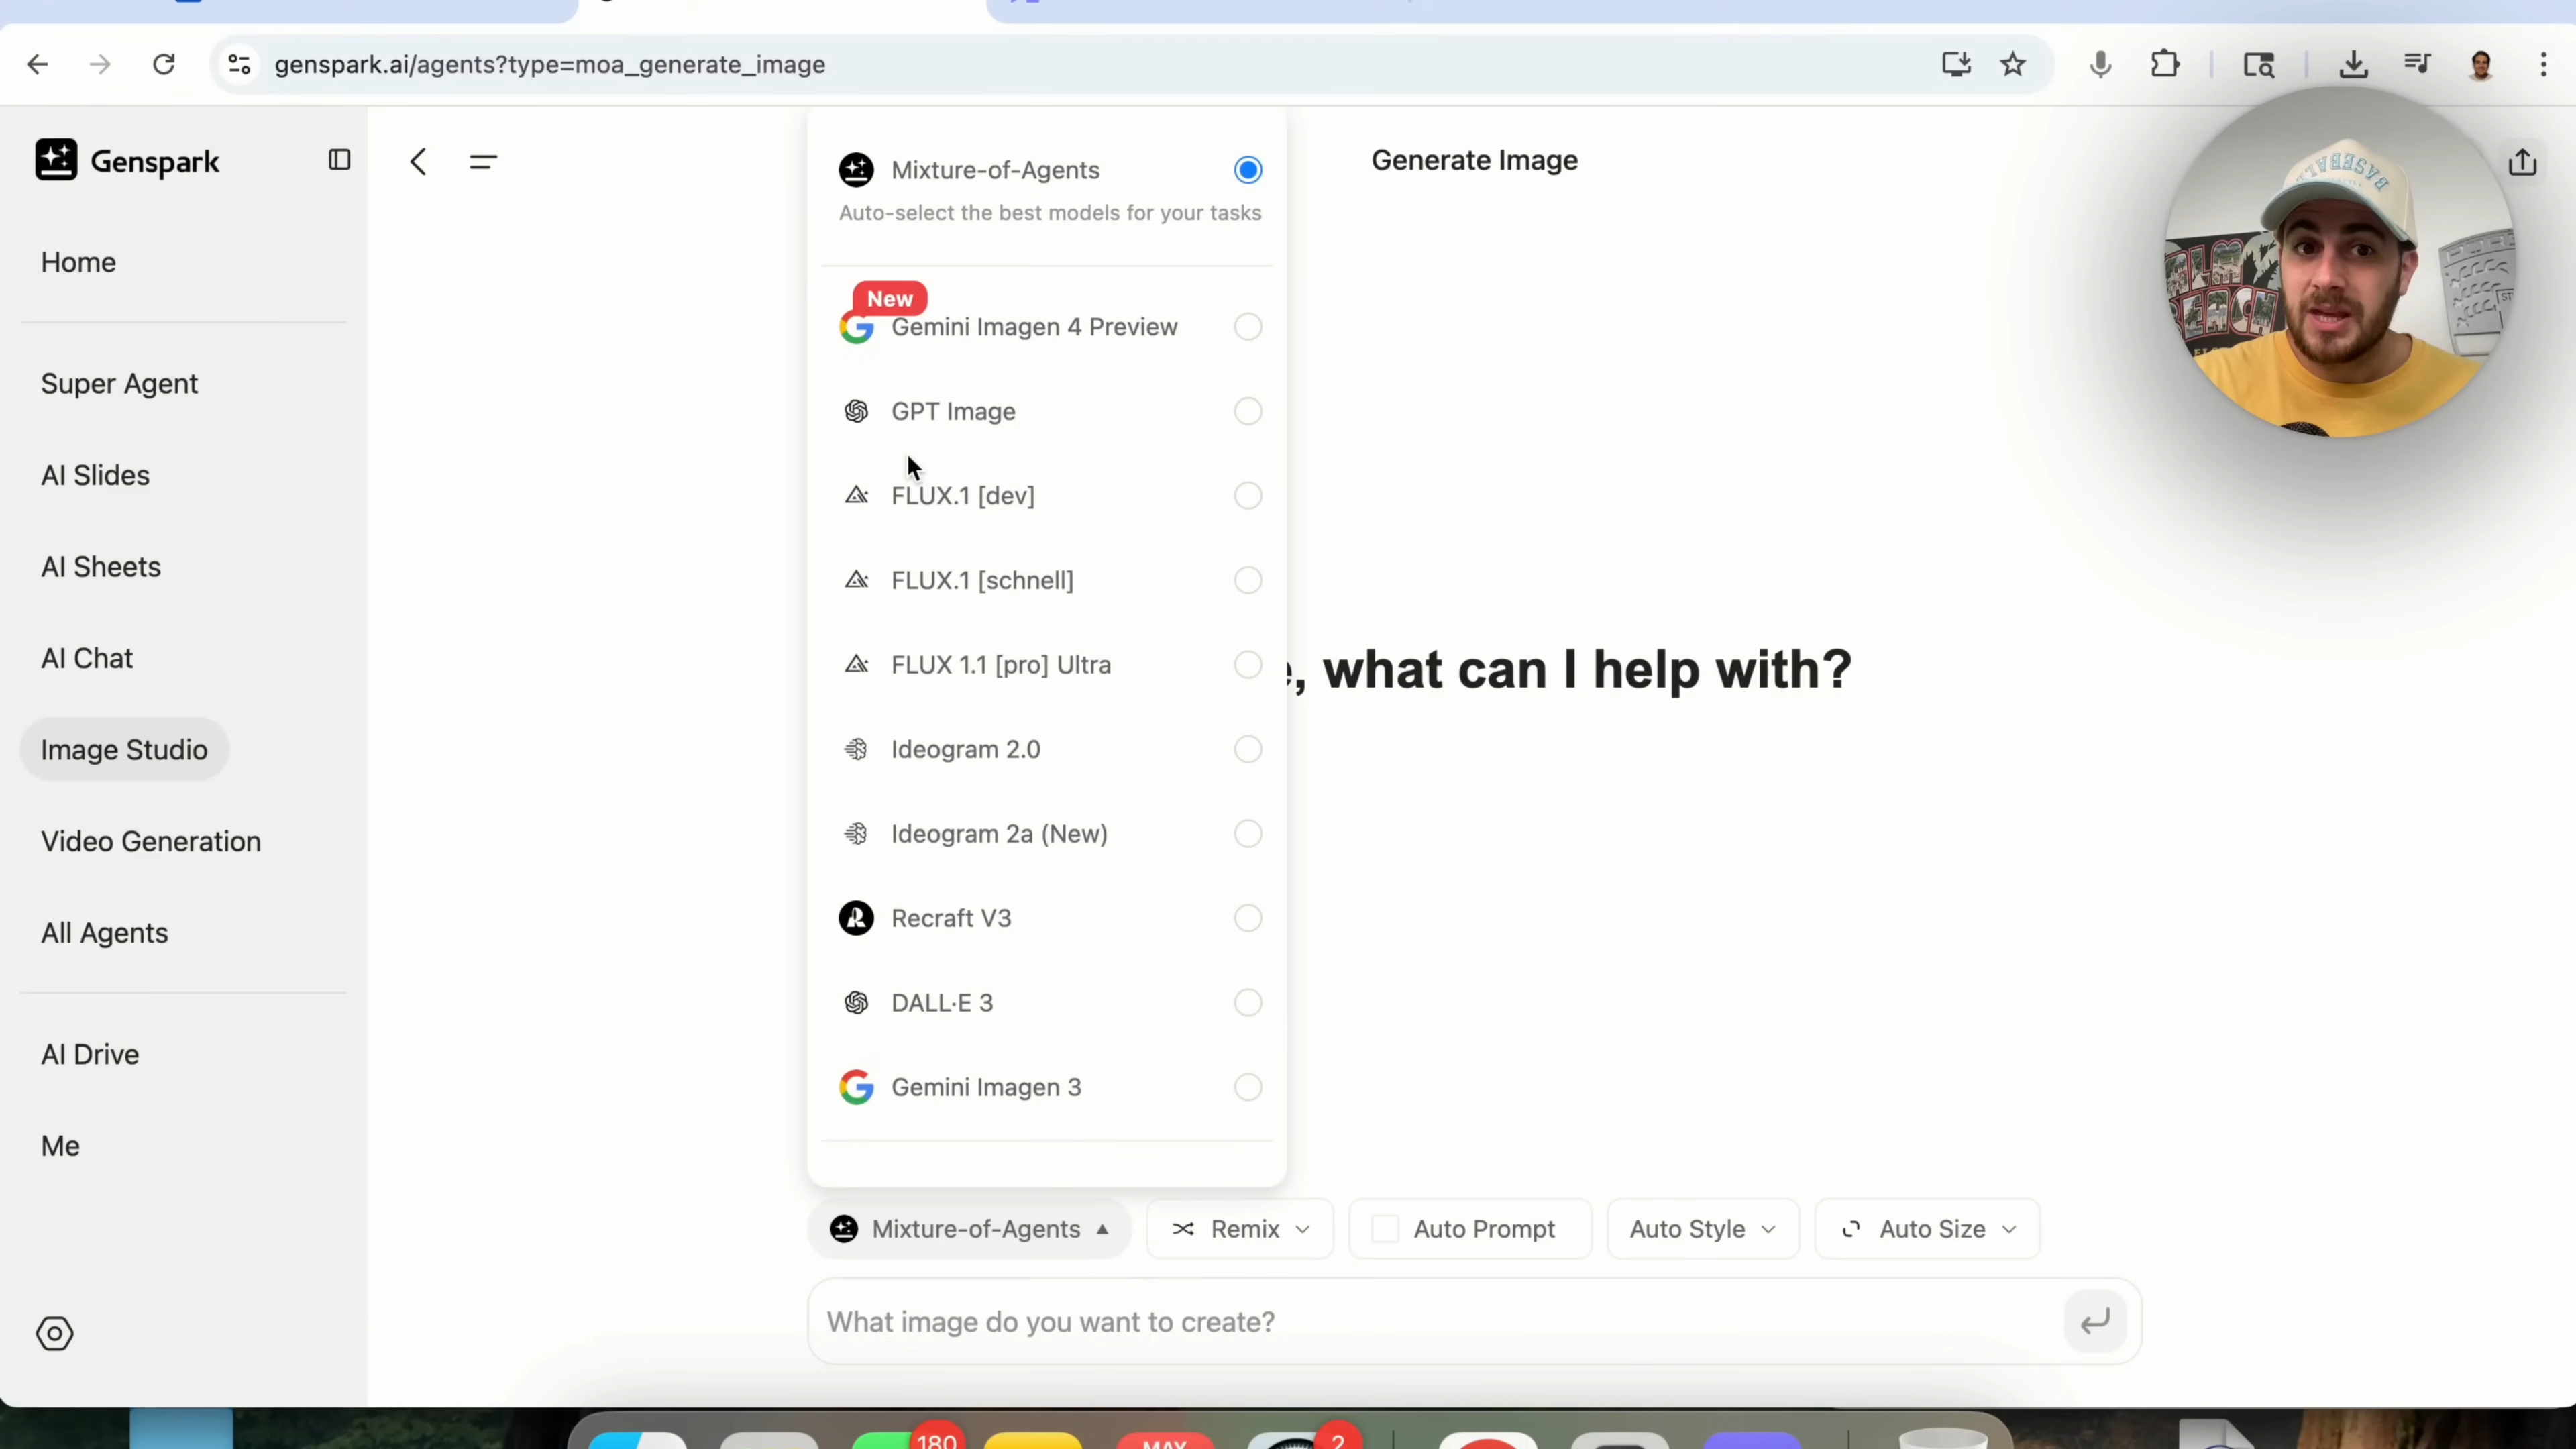 genspark.ai/agents?type=moa_generate_image
Genspark
Home
Super Agent
AI Slides
AI Sheets
AI Chat
Image Studio
Video Generation
All Agents
AI Drive
Me
Generate Image
Mixture-of-Agents
Auto-select the best models for your tasks
New
Gemini Imagen 4 Preview
GPT Image
FLUX.1 [dev]
FLUX.1 [schnell]
FLUX 1.1 [pro] Ultra
Ideogram 2.0
Ideogram 2a (New)
Recraft V3
DALL·E 3
Gemini Imagen 3
, what can I help with?
Mixture-of-Agents
Remix
Auto Prompt
Auto Style
Auto Size
What image do you want to create?
BASEBALL
BEACH
180
MAY
2